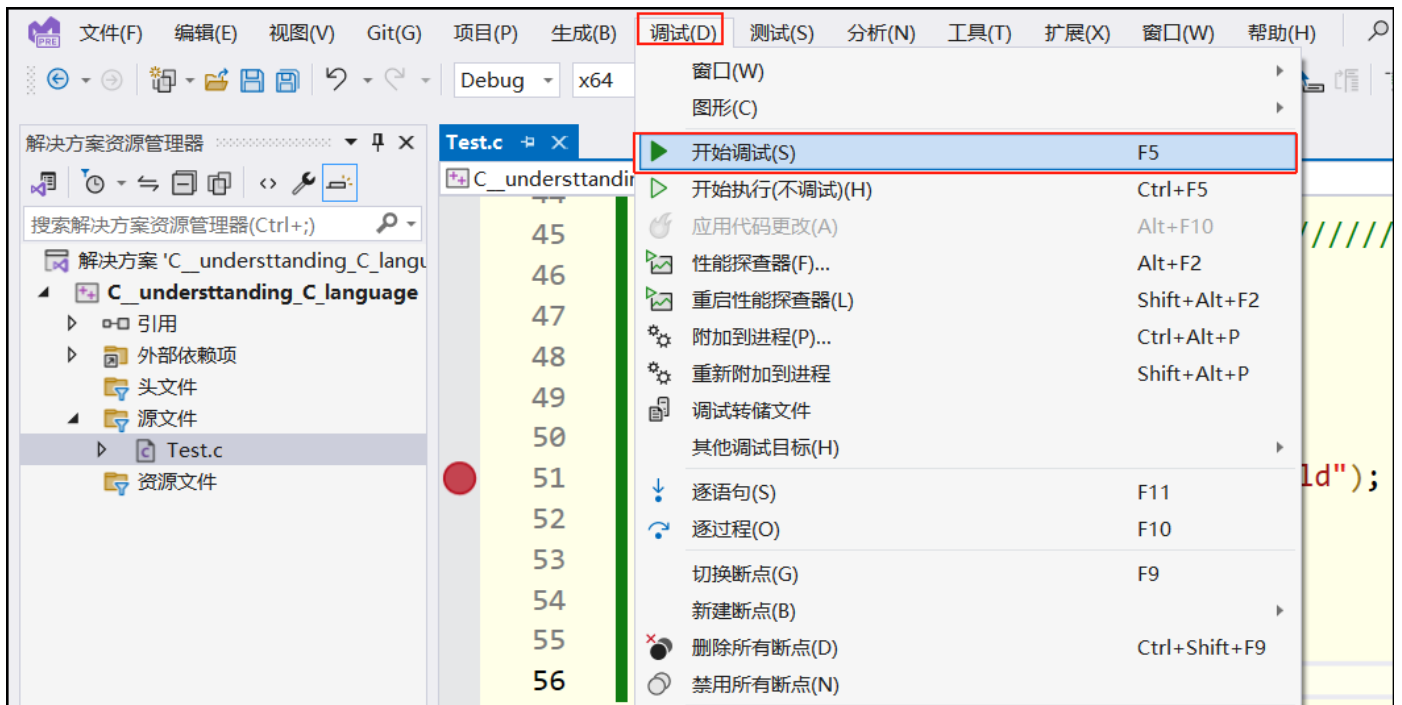 PRE 文件(F) 编辑(E) 视图(V) Git(G) 项目(P) 生成(B) 调试(D) 测试(S) 分析(N) 工具(T) 扩展(X) 窗口(W) 帮助(H)
Debug x64
解决方案资源管理器
搜索解决方案资源管理器(Ctrl+;)
解决方案 'C__understtanding_C_langu
C__understtanding_C_language
引用
外部依赖项
头文件
源文件
Test.c
资源文件
Test.c
C__understtandin
44
45 //////
46
47
48
49
50
51 ld");
52
53
54
55
56
窗口(W)
图形(C)
开始调试(S) F5
开始执行(不调试)(H) Ctrl+F5
应用代码更改(A) Alt+F10
性能探查器(F)... Alt+F2
重启性能探查器(L) Shift+Alt+F2
附加到进程(P)... Ctrl+Alt+P
重新附加到进程 Shift+Alt+P
调试转储文件
其他调试目标(H)
逐语句(S) F11
逐过程(O) F10
切换断点(G) F9
新建断点(B)
删除所有断点(D) Ctrl+Shift+F9
禁用所有断点(N)